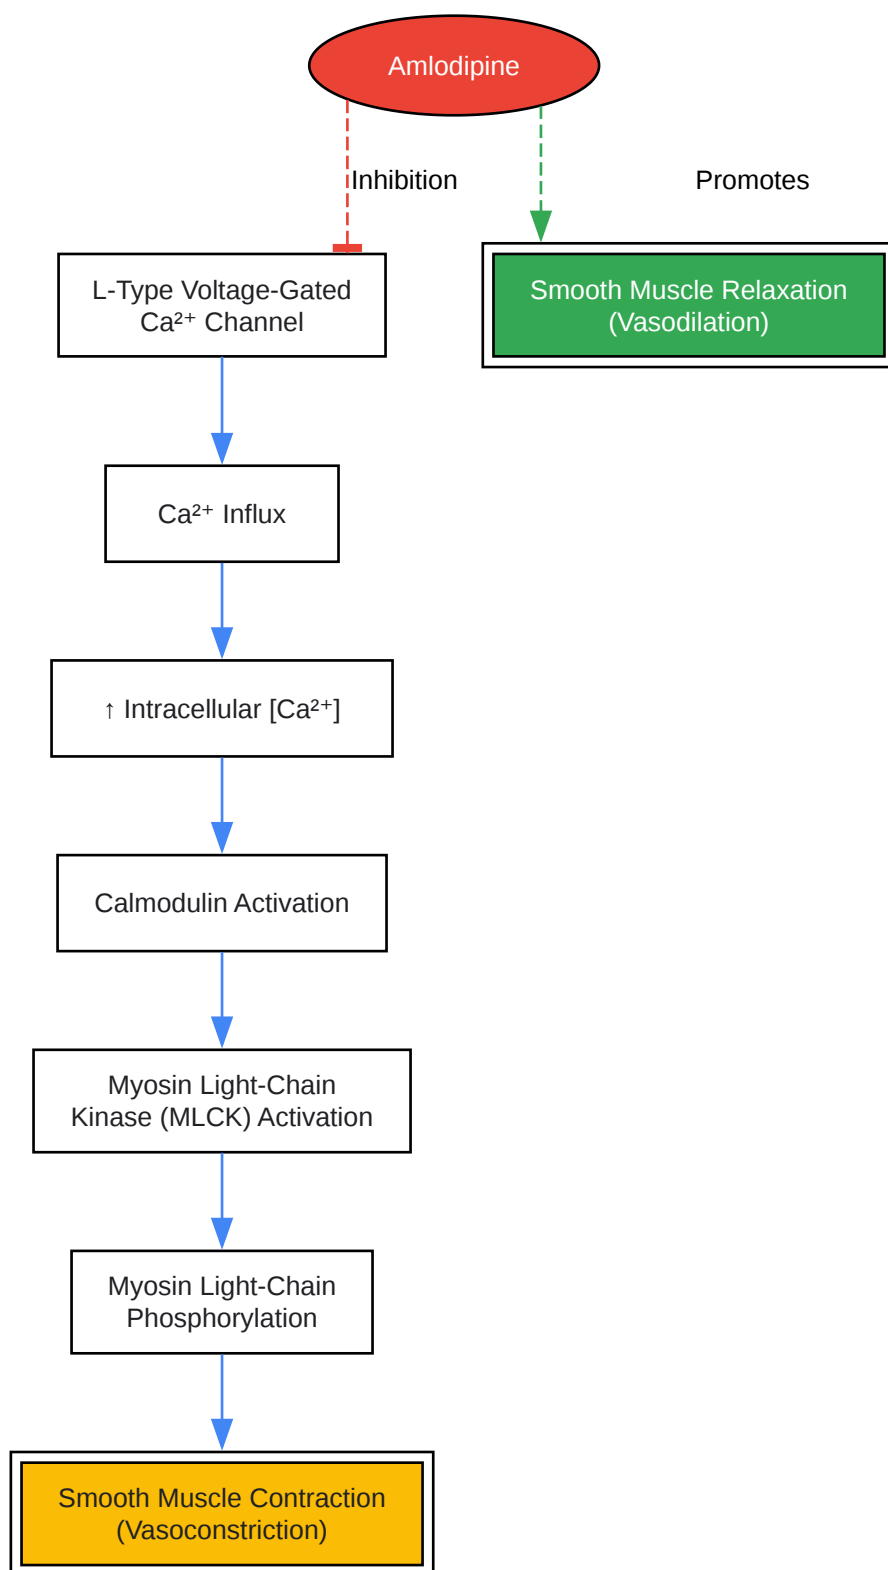 Amlodipine
Inhibition
Promotes
L-Type Voltage-Gated
Ca²⁺ Channel
Smooth Muscle Relaxation
(Vasodilation)
Ca²⁺ Influx
↑ Intracellular [Ca²⁺]
Calmodulin Activation
Myosin Light-Chain
Kinase (MLCK) Activation
Myosin Light-Chain
Phosphorylation
Smooth Muscle Contraction
(Vasoconstriction)